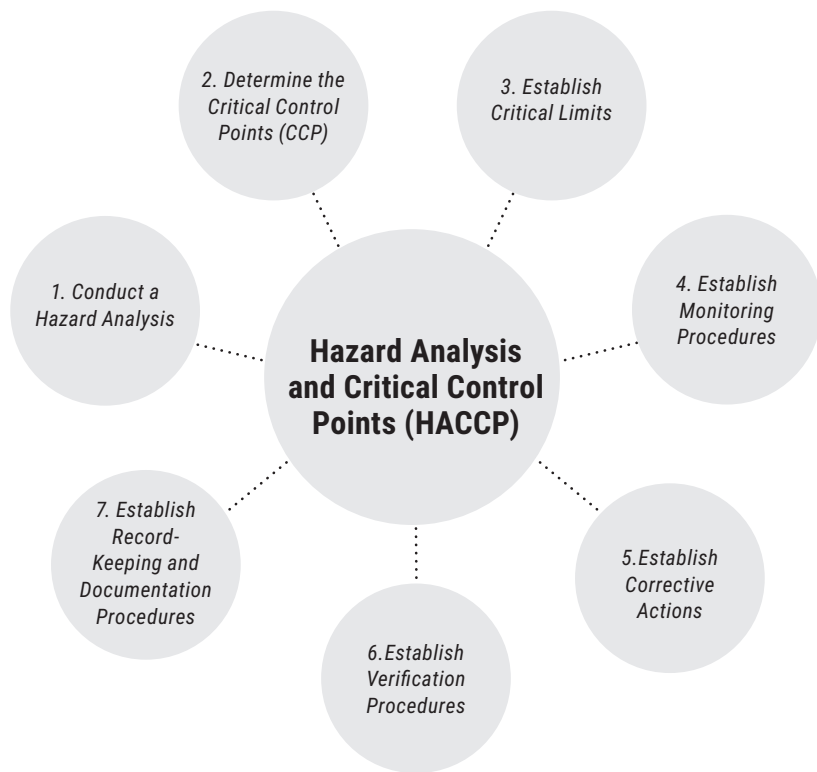 2. Determine the
Critical Control
Points (CCP)
3. Establish
Critical Limits
1. Conduct a
Hazard Analysis
4. Establish
Monitoring
Procedures
Hazard Analysis
and Critical Control
Points (HACCP)
7. Establish
Record-
Keeping and
Documentation
Procedures
5.Establish
Corrective
Actions
6.Establish
Verification
Procedures